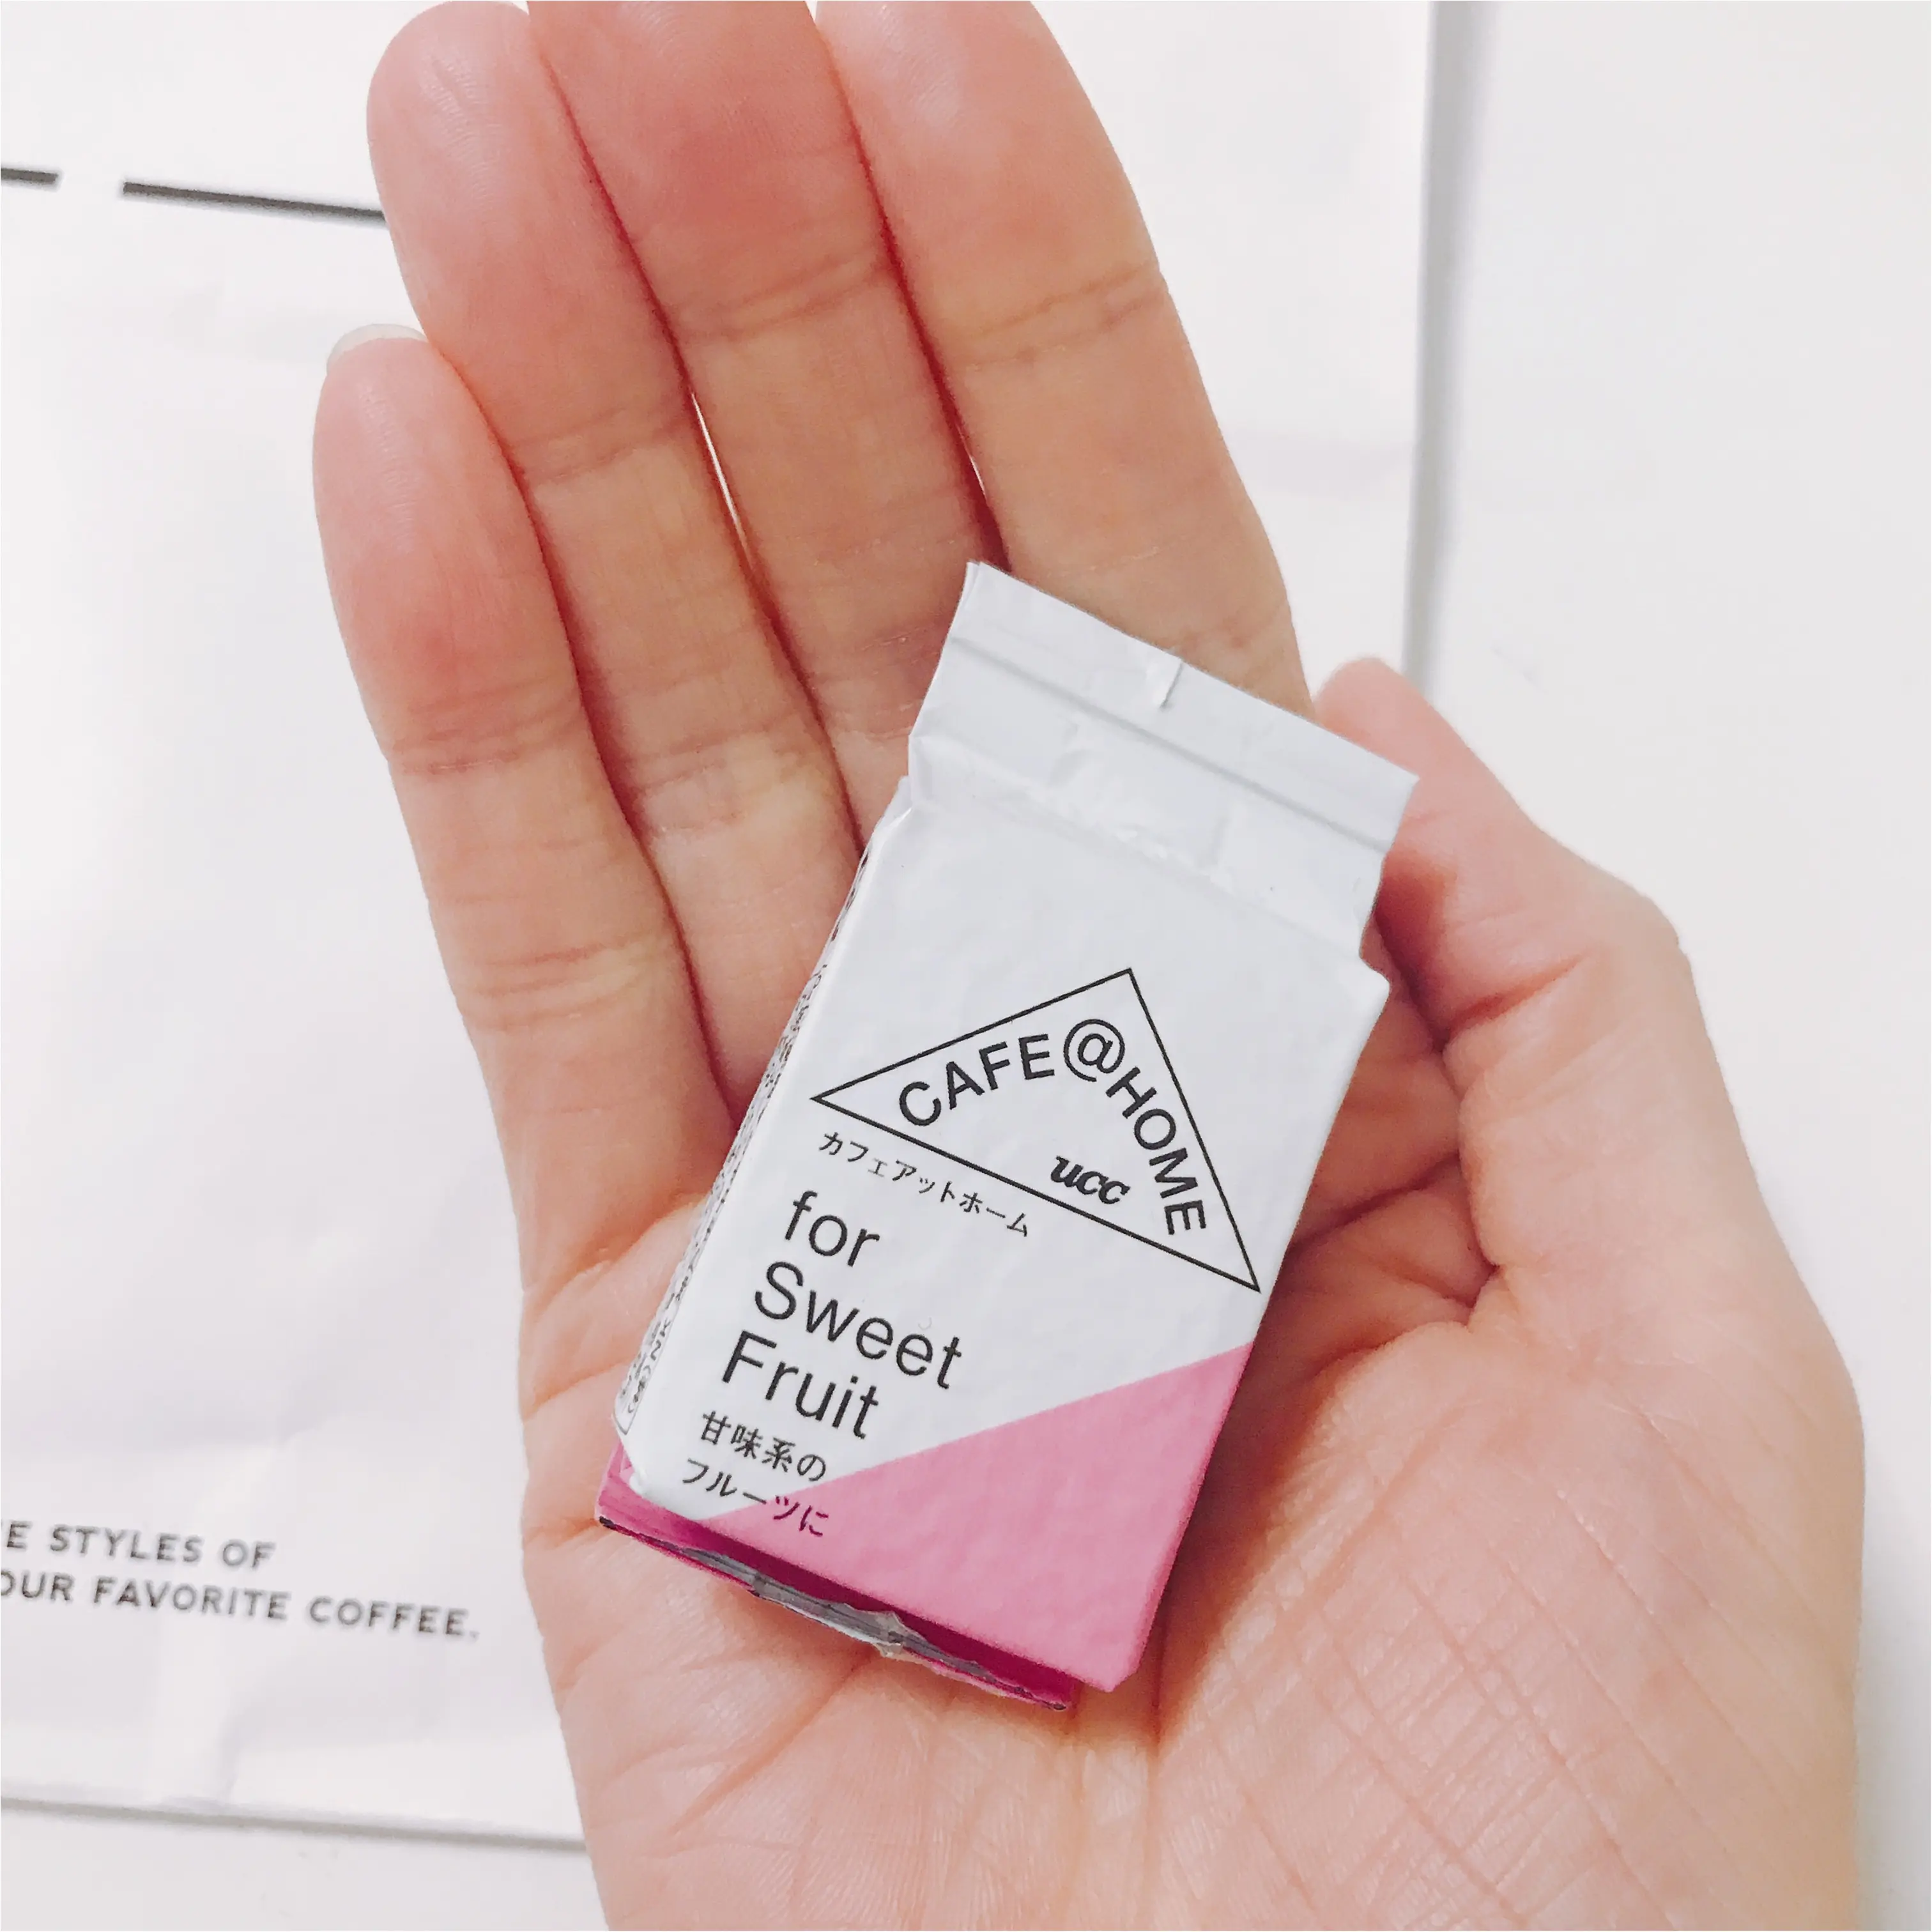 CAFE@HOME
ucc
カフェアットホーム
for
Sweet
Fruit
甘味系の
フルーツに
STYLES OF
FAVORITE COFFEE.